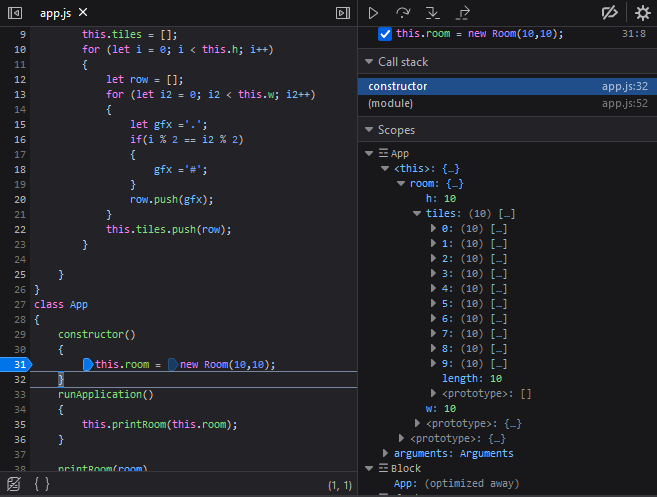 app.js
9 this.tiles = [];
10 for (let i = 0; i < this.h; i++)
11 {
12 let row = [];
13 for (let i2 = 0; i2 < this.w; i2++)
14 {
15 let gfx ='.';
16 if(i % 2 == i2 % 2)
17 {
18 gfx ='#';
19 }
20 row.push(gfx);
21 }
22 this.tiles.push(row);
23 }
24
25 }
26 }
27 class App
28 {
29 constructor()
30 {
31 this.room = new Room(10,10);
32 }
33 runApplication()
34 {
35 this.printRoom(this.room);
36 }
37
38 printRoom(room)
{ } (1, 1)
this.room = new Room(10,10); 31:8
Call stack
constructor app.js:32
(module) app.js:52
Scopes
App
<this>: {…}
room: {…}
h: 10
tiles: (10) […]
0: (10) […]
1: (10) […]
2: (10) […]
3: (10) […]
4: (10) […]
5: (10) […]
6: (10) […]
7: (10) […]
8: (10) […]
9: (10) […]
length: 10
<prototype>: []
w: 10
<prototype>: {…}
<prototype>: {…}
arguments: Arguments
Block
App: (optimized away)